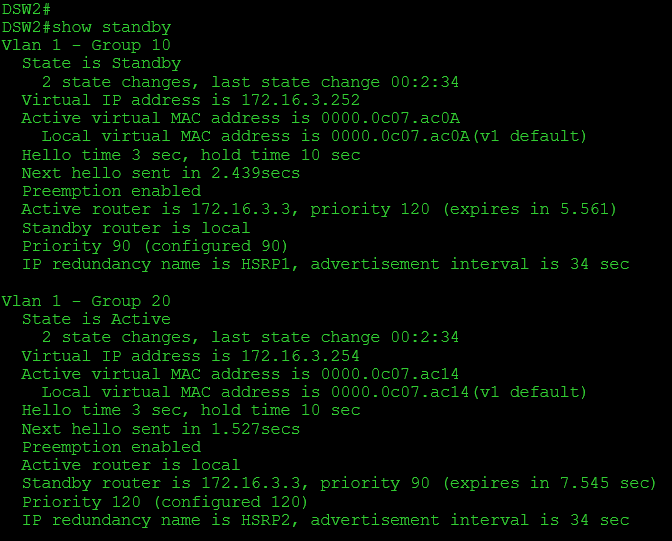 DSW2#
DSW2#show standby
Vlan 1 - Group 10
State is Standby
2 state changes, last state change 00:2:34
Virtual IP address is 172.16.3.252
Active virtual MAC address is 0000.0c07.ac0A
Local virtual MAC address is 0000.0c07.ac0A(v1 default)
Hello time 3 sec, hold time 10 sec
Next hello sent in 2.439secs
Preemption enabled
Active router is 172.16.3.3, priority 120 (expires in 5.561)
Standby router is local
Priority 90 (configured 90)
IP redundancy name is HSRP1, advertisement interval is 34 sec
Vlan 1 - Group 20
State is Active
2 state changes, last state change 00:2:34
Virtual IP address is 172.16.3.254
Active virtual MAC address is 0000.0c07.ac14
Local virtual MAC address is 0000.0c07.ac14(v1 default)
Hello time 3 sec, hold time 10 sec
Next hello sent in 1.527secs
Preemption enabled
Active router is local
Standby router is 172.16.3.3, priority 90 (expires in 7.545 sec)
Priority 120 (configured 120)
IP redundancy name is HSRP2, advertisement interval is 34 sec